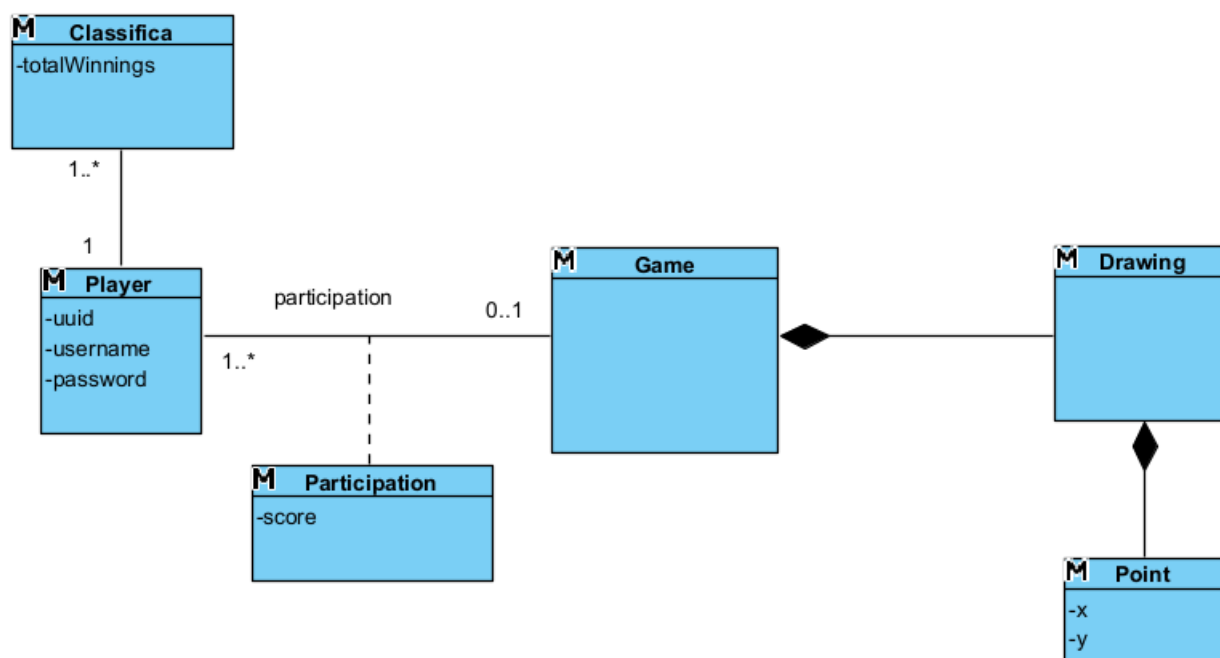 M Classifica
-totalWinnings
1..*
1
M Player
-uuid
-username
-password
participation
1..*
0..1
M Game
M Drawing
M Participation
-score
M Point
-x
-y